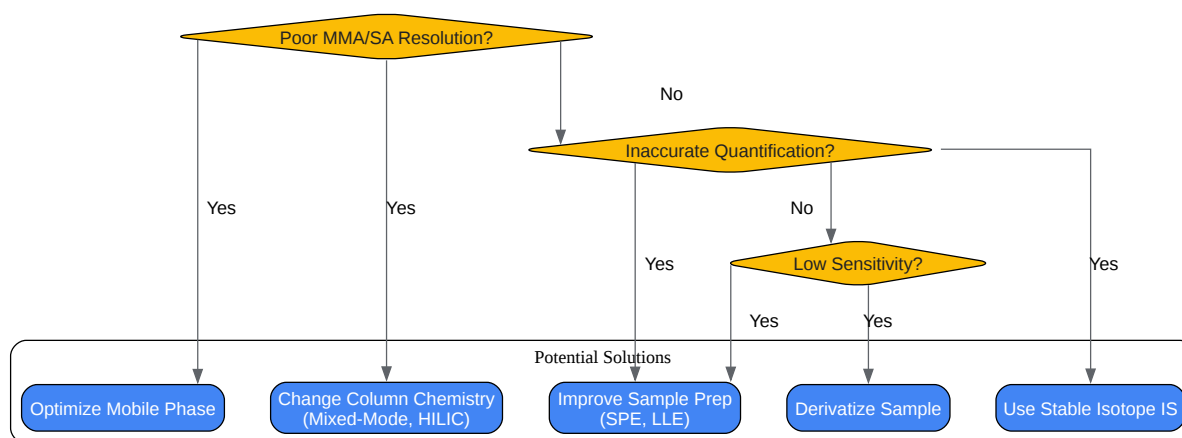 Poor MMA/SA Resolution?
No
Inaccurate Quantification?
Yes
Yes
No
Low Sensitivity?
Yes
Yes
Yes
Yes
Potential Solutions
Optimize Mobile Phase
Change Column Chemistry
(Mixed-Mode, HILIC)
Improve Sample Prep
(SPE, LLE)
Derivatize Sample
Use Stable Isotope IS